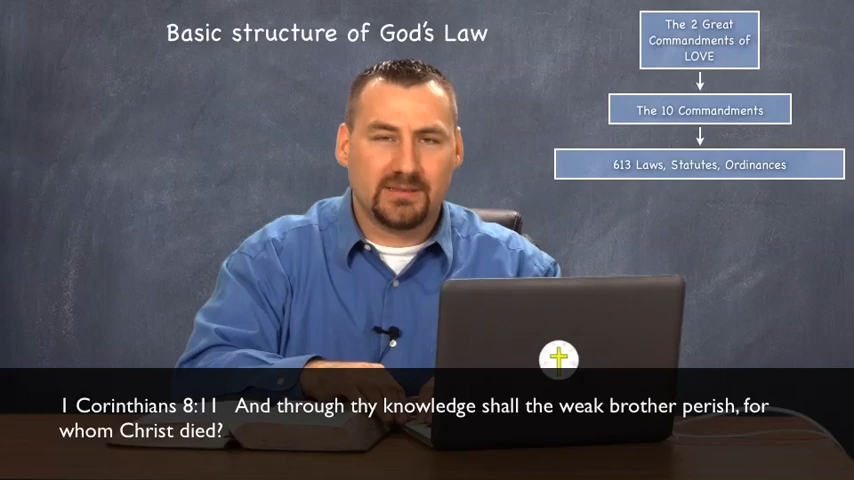 Basic structure of God's Law
The 2 Great
Commandments of
LOVE
The 10 Commandments
613 Laws, Statutes, Ordinances
1 Corinthians 8:11 And through thy knowledge shall the weak brother perish, for
whom Christ died?